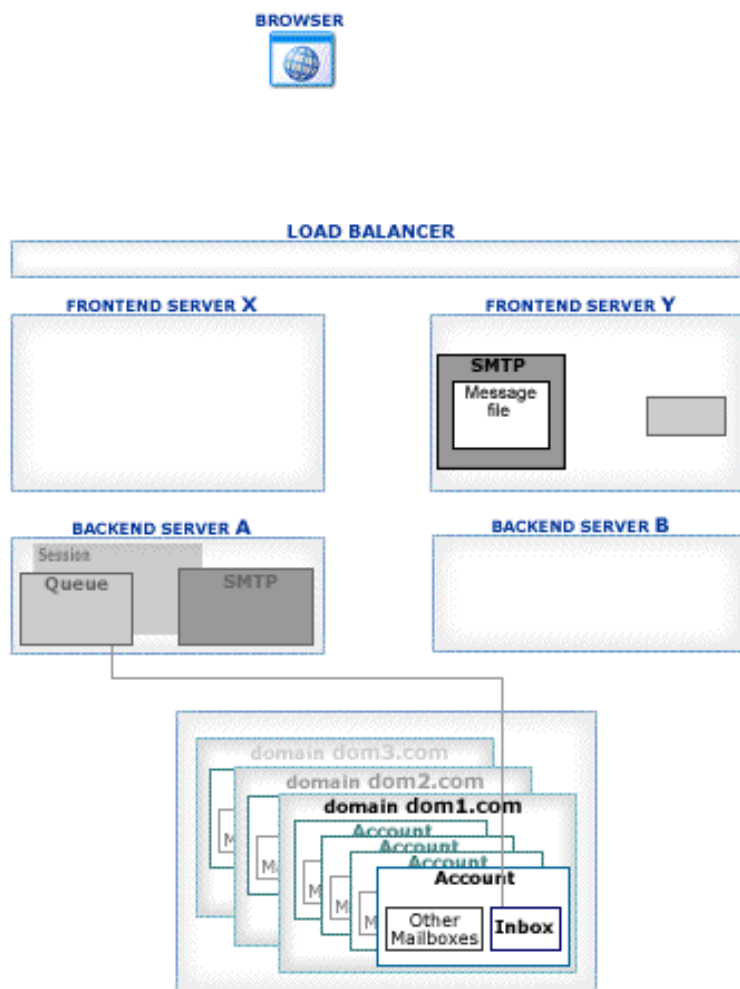 BROWSER
LOAD BALANCER
FRONTEND SERVER X
FRONTEND SERVER Y
SMTP
Message
file
BACKEND SERVER A
BACKEND SERVER B
Session
Queue
SMTP
domain dom3.com
domain dom2.com
domain dom1.com
Account
Account
Account
Account
M
Ma
M
M
M
Other
Mailboxes
Inbox